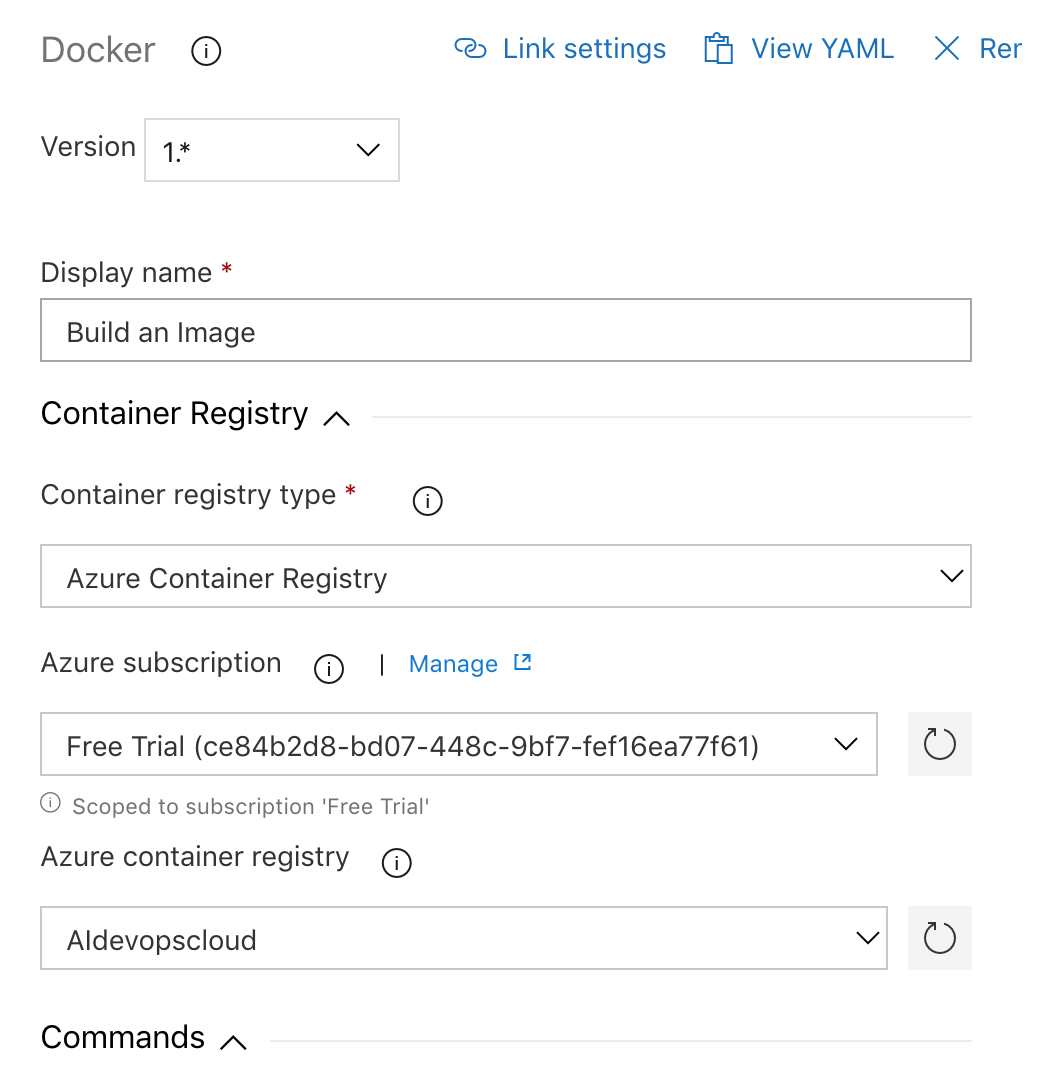 Docker Link settings View YAML Rer
Version 1.*
Display name *
Build an Image
Container Registry
Container registry type *
Azure Container Registry
Azure subscription | Manage
Free Trial (ce84b2d8-bd07-448c-9bf7-fef16ea77f61)
Scoped to subscription 'Free Trial'
Azure container registry
AIdevopscloud
Commands